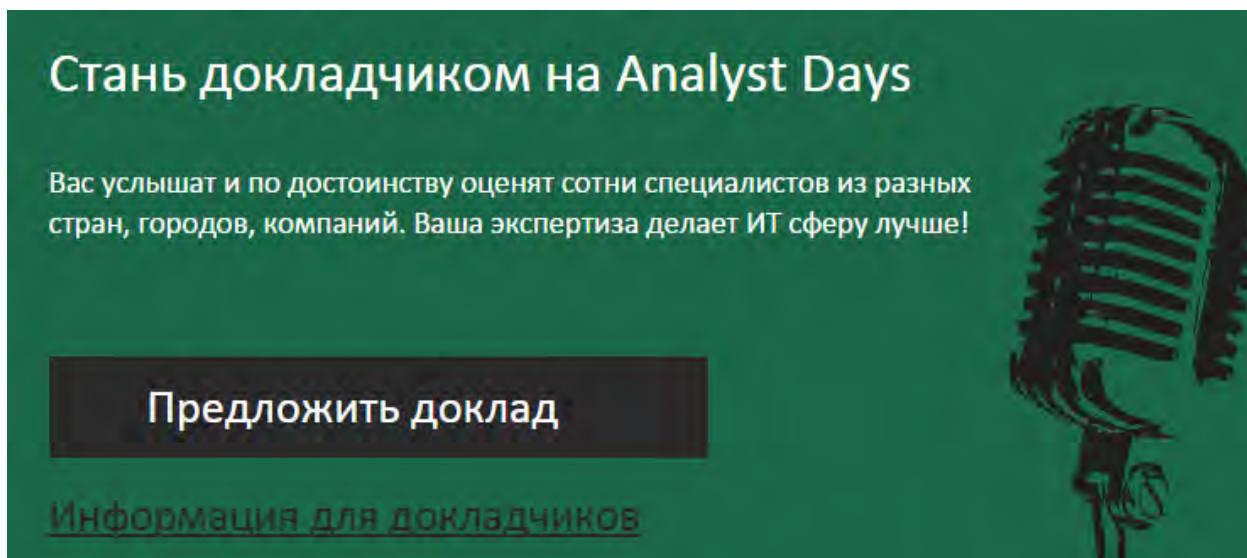 Стань докладчиком на Analyst Days
Вас услышат и по достоинству оценят сотни специалистов из разных
стран, городов, компаний. Ваша экспертиза делает ИТ сферу лучше!
Предложить доклад
Информация для докладчиков